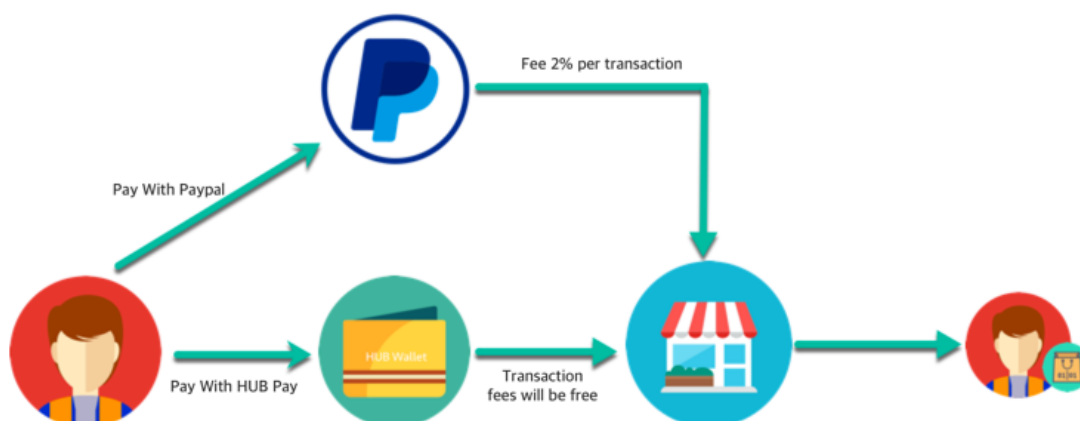 Fee 2% per transaction
Pay With Paypal
HUB Wallet
Pay With HUB Pay
Transaction
fees will be free